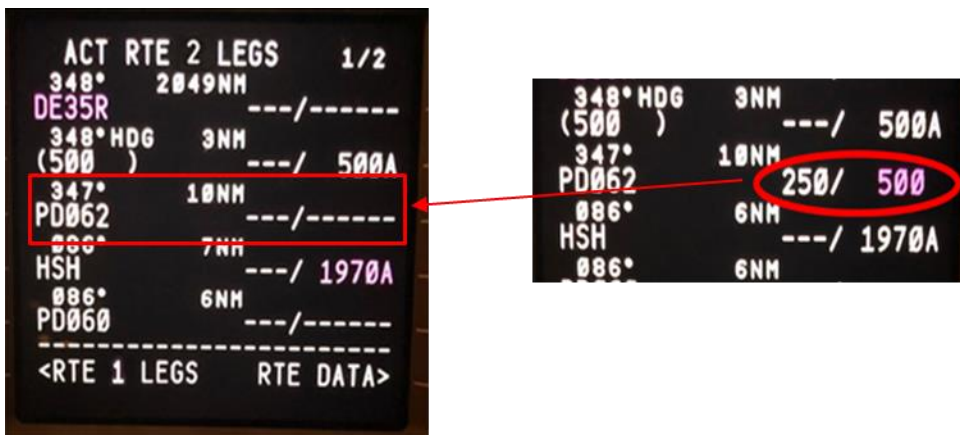 ACT RTE 2 LEGS 1/2
348° 2049NM
DE35R ---/------
348°HDG 3NM
(500 ) ---/ 500A
347° 10NM
PD062 ---/------
086° 7NM
HSH ---/ 1970A
086° 6NM
PD060 ---/------
------------------------
<RTE 1 LEGS RTE DATA>
348°HDG 3NM
(500 ) ---/ 500A
347° 10NM
PD062 250/ 500
086° 6NM
HSH ---/ 1970A
086° 6NM